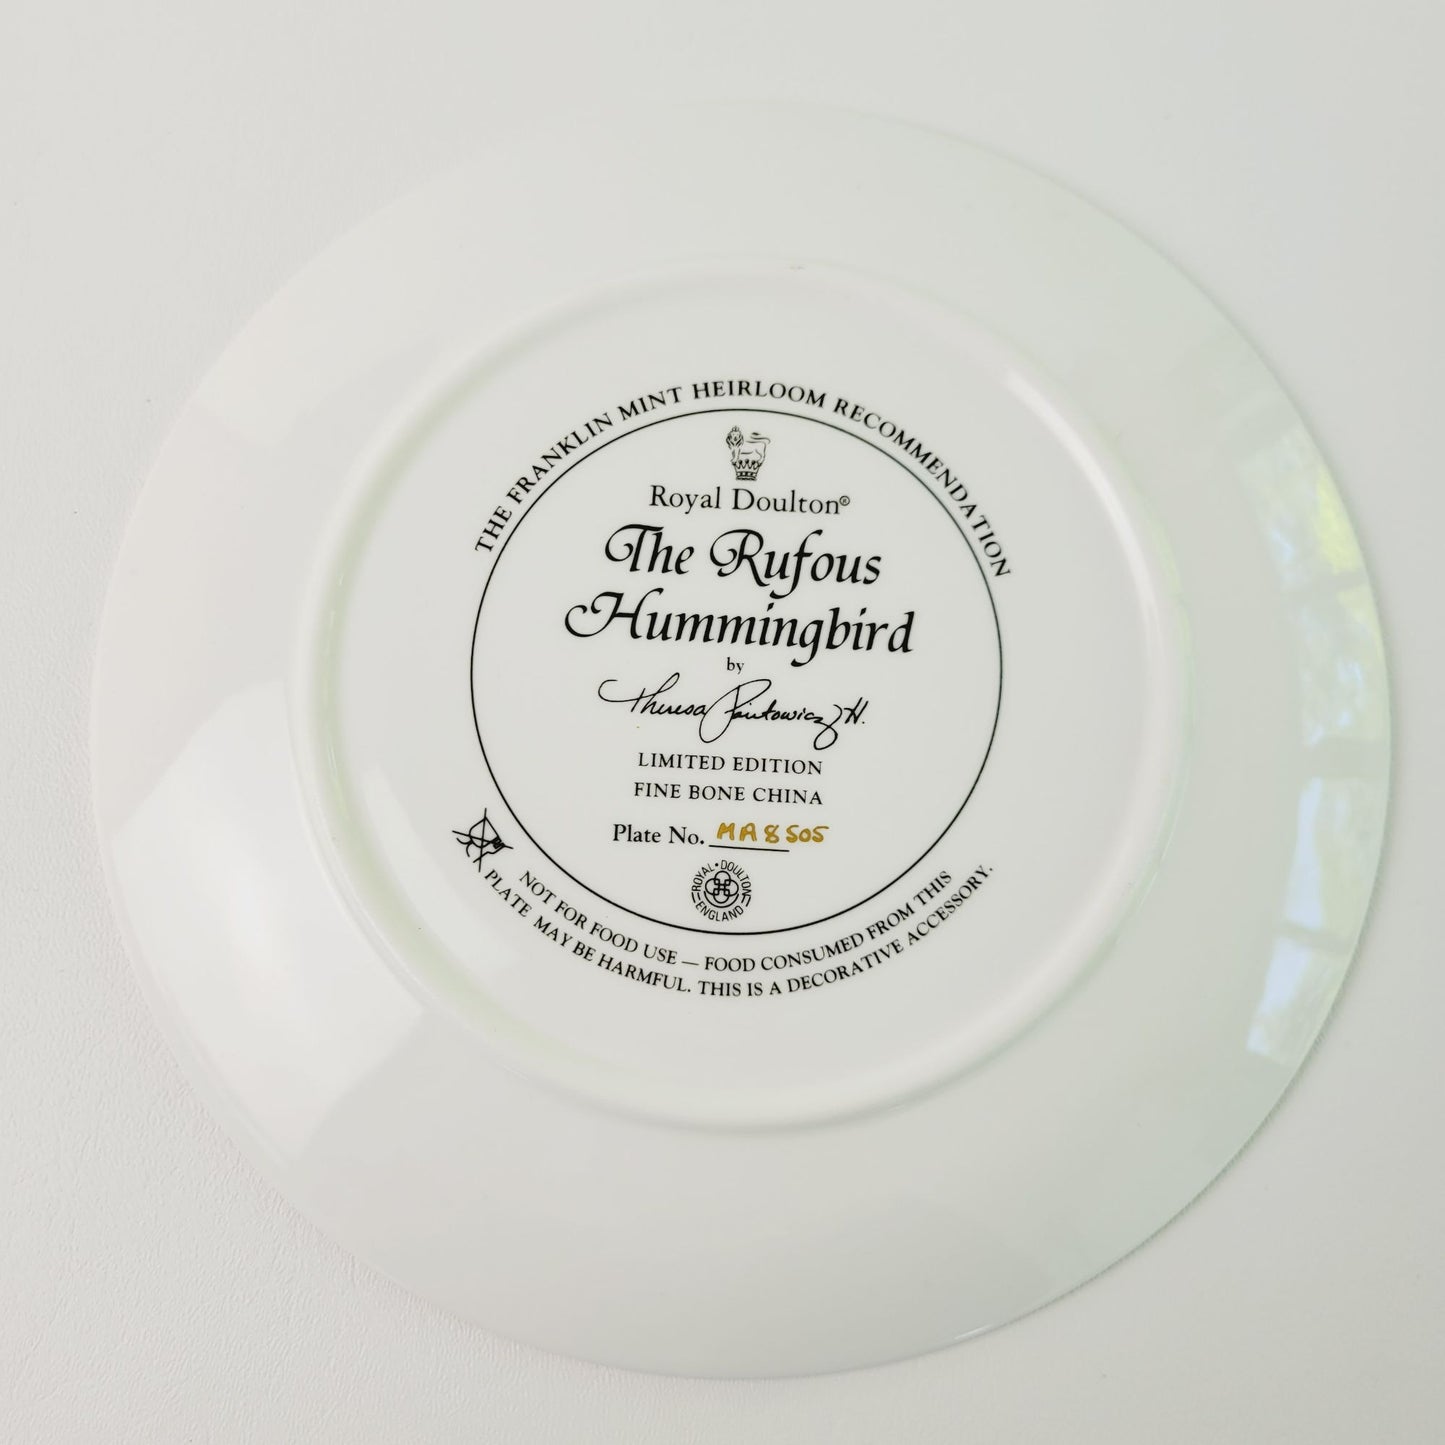 THE FRANKLIN MINT HEIRLOOM RECOMMENDATION
Royal Doulton®
The Rufous
Hummingbird
by
Theresa Pintowicz H.
LIMITED EDITION
FINE BONE CHINA
Plate No. MA8505
ROYAL • DOULTON
ENGLAND
NOT FOR FOOD USE — FOOD CONSUMED FROM THIS
PLATE MAY BE HARMFUL. THIS IS A DECORATIVE ACCESSORY.